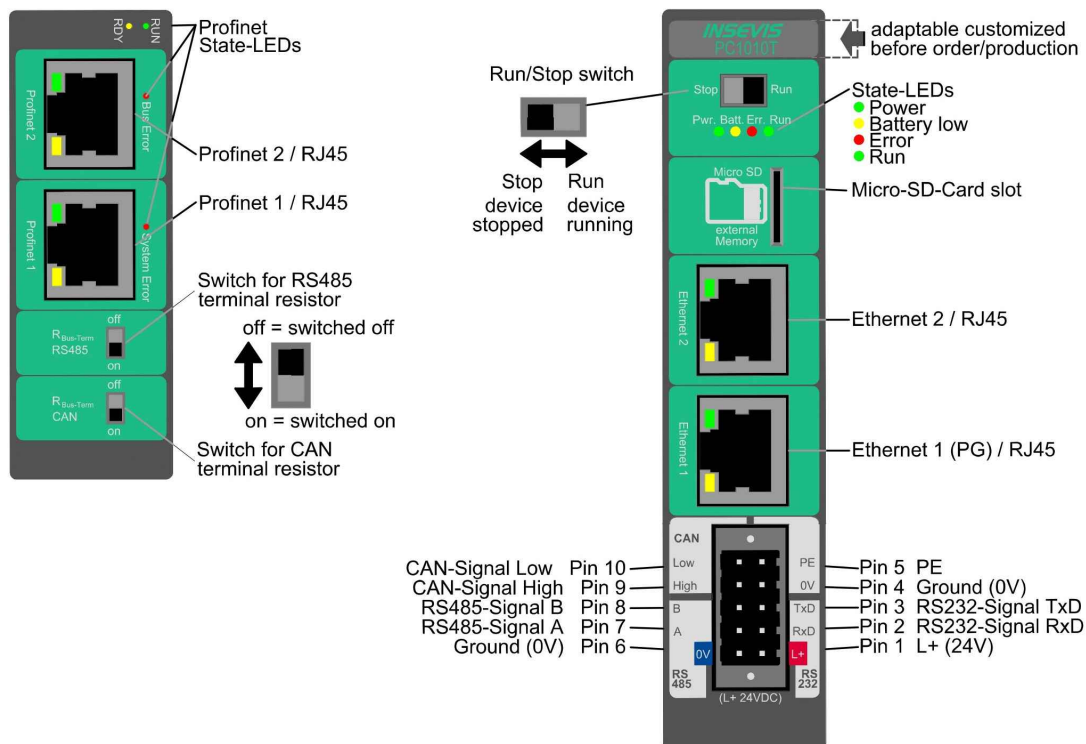 RDY
RUN
Profinet
State-LEDs
Profinet 2
Bus Error
Profinet 2 / RJ45
Profinet 1
System Error
Profinet 1 / RJ45
Switch for RS485
terminal resistor
off
RBus-Term
RS485
on
off = switched off
on = switched on
off
RBus-Term
CAN
on
Switch for CAN
terminal resistor
INSEVIS
PC1010T
adaptable customized
before order/production
Run/Stop switch
Stop Run
Stop
device
stopped
Run
device
running
Pwr. Batt. Err. Run
State-LEDs
Power
Battery low
Error
Run
Micro SD
external
Memory
Micro-SD-Card slot
Ethernet 2
Ethernet 2 / RJ45
Ethernet 1
Ethernet 1 (PG) / RJ45
CAN
CAN-Signal Low Pin 10
Low
PE
Pin 5 PE
CAN-Signal High Pin 9
High
0V
Pin 4 Ground (0V)
RS485-Signal B Pin 8
B
TxD
Pin 3 RS232-Signal TxD
RS485-Signal A Pin 7
A
RxD
Pin 2 RS232-Signal RxD
Ground (0V) Pin 6
0V
L+
Pin 1 L+ (24V)
RS
485
RS
232
(L+ 24VDC)